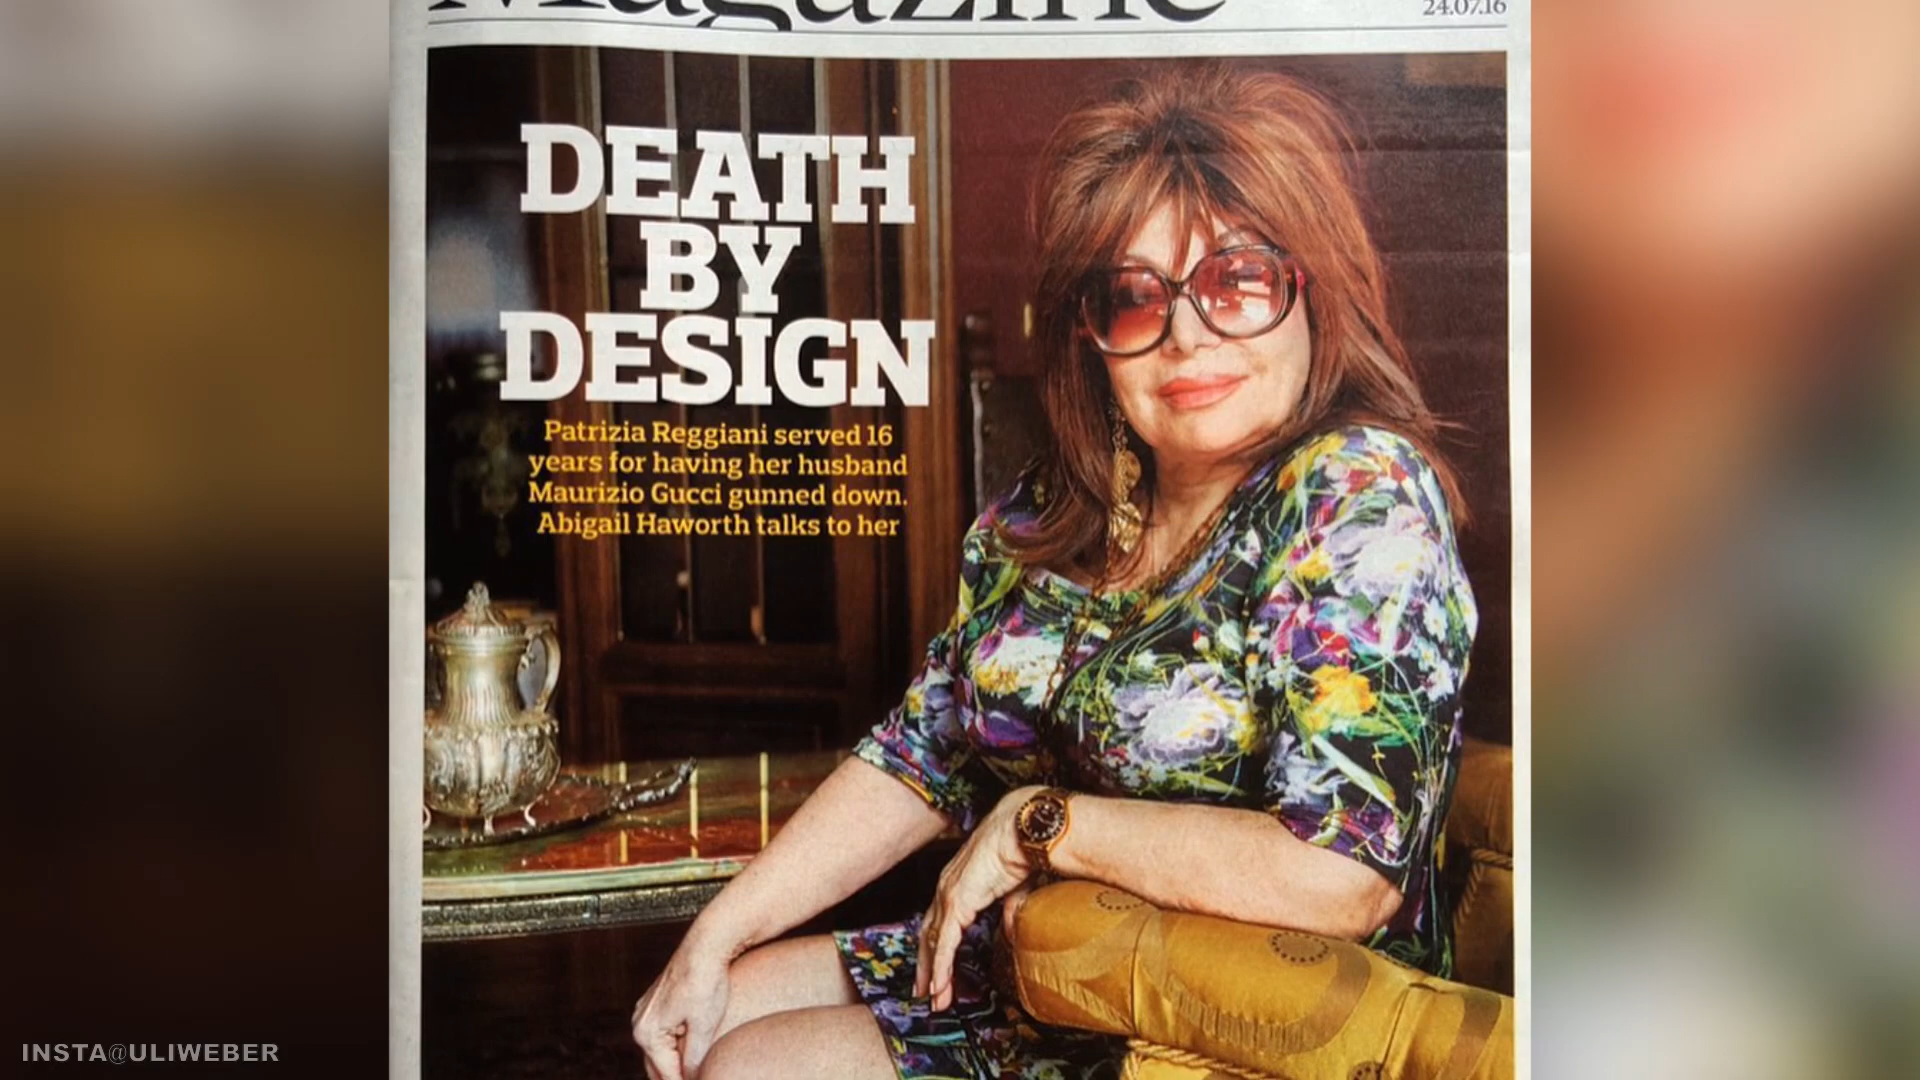 Magazine
24.07.16
DEATH
BY
DESIGN
Patrizia Reggiani served 16
years for having her husband
Maurizio Gucci gunned down.
Abigail Haworth talks to her
INSTA@ULIWEBER